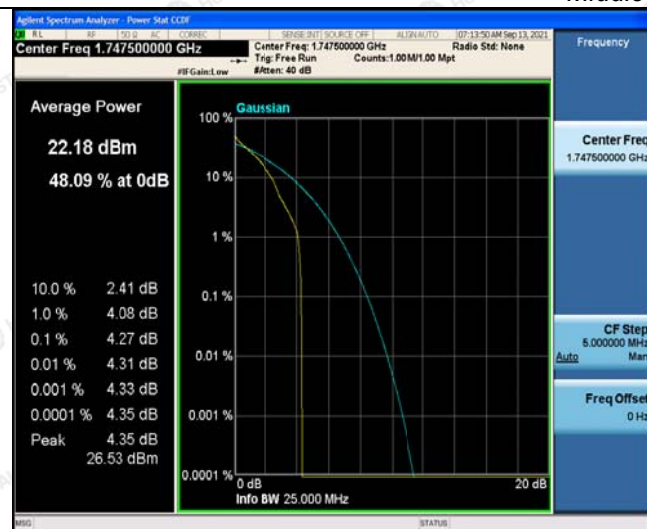 Agilent Spectrum Analyzer - Power Stat CCDF
RL RF 50 Ω AC CORREC SENSE:INT SOURCE OFF ALIGNAUTO 07:13:50 AM Sep 13, 2021
Center Freq 1.747500000 GHz
Center Freq: 1.747500000 GHz Radio Std: None
Trig: Free Run Counts:1.00 M/1.00 Mpt
#IFGain:Low #Atten: 40 dB
Frequency
Average Power
22.18 dBm
48.09 % at 0dB
10.0 % 2.41 dB
1.0 % 4.08 dB
0.1 % 4.27 dB
0.01 % 4.31 dB
0.001 % 4.33 dB
0.0001 % 4.35 dB
Peak 4.35 dB
26.53 dBm
Gaussian
100 %
10 %
1 %
0.1 %
0.01 %
0.001 %
0.0001 %
0 dB 20 dB
Info BW 25.000 MHz
Center Freq
1.747500000 GHz
CF Step
5.000000 MHz
Auto Man
Freq Offset
0 Hz
MSG STATUS